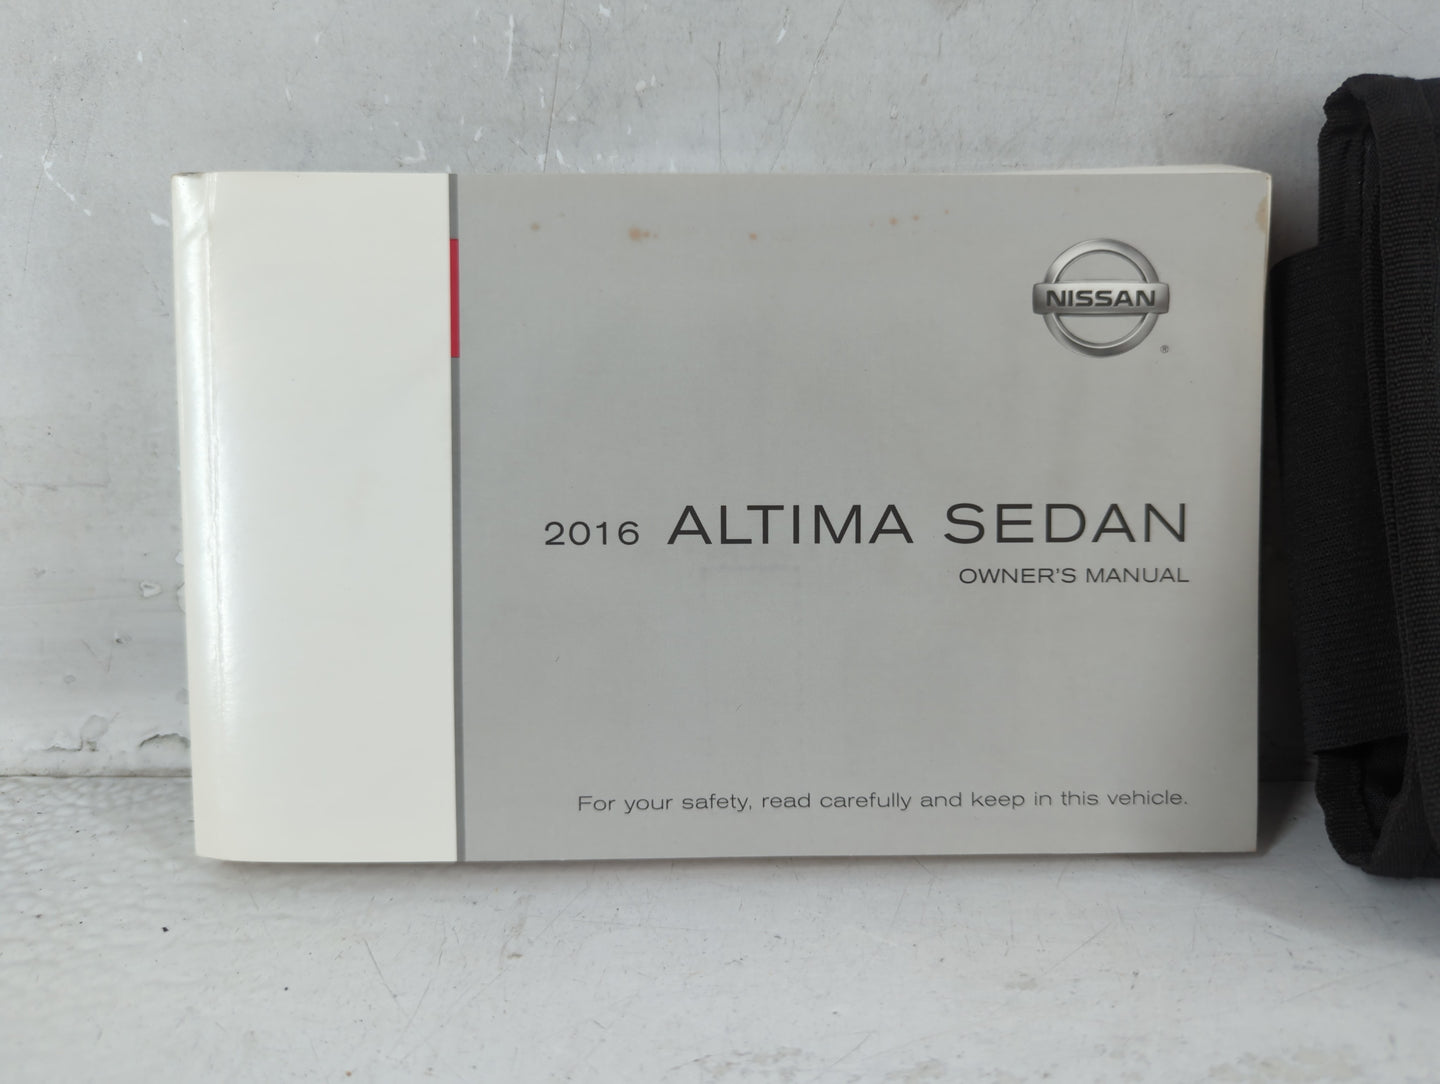 NISSAN
®
2016 ALTIMA SEDAN
OWNER'S MANUAL
For your safety, read carefully and keep in this vehicle.